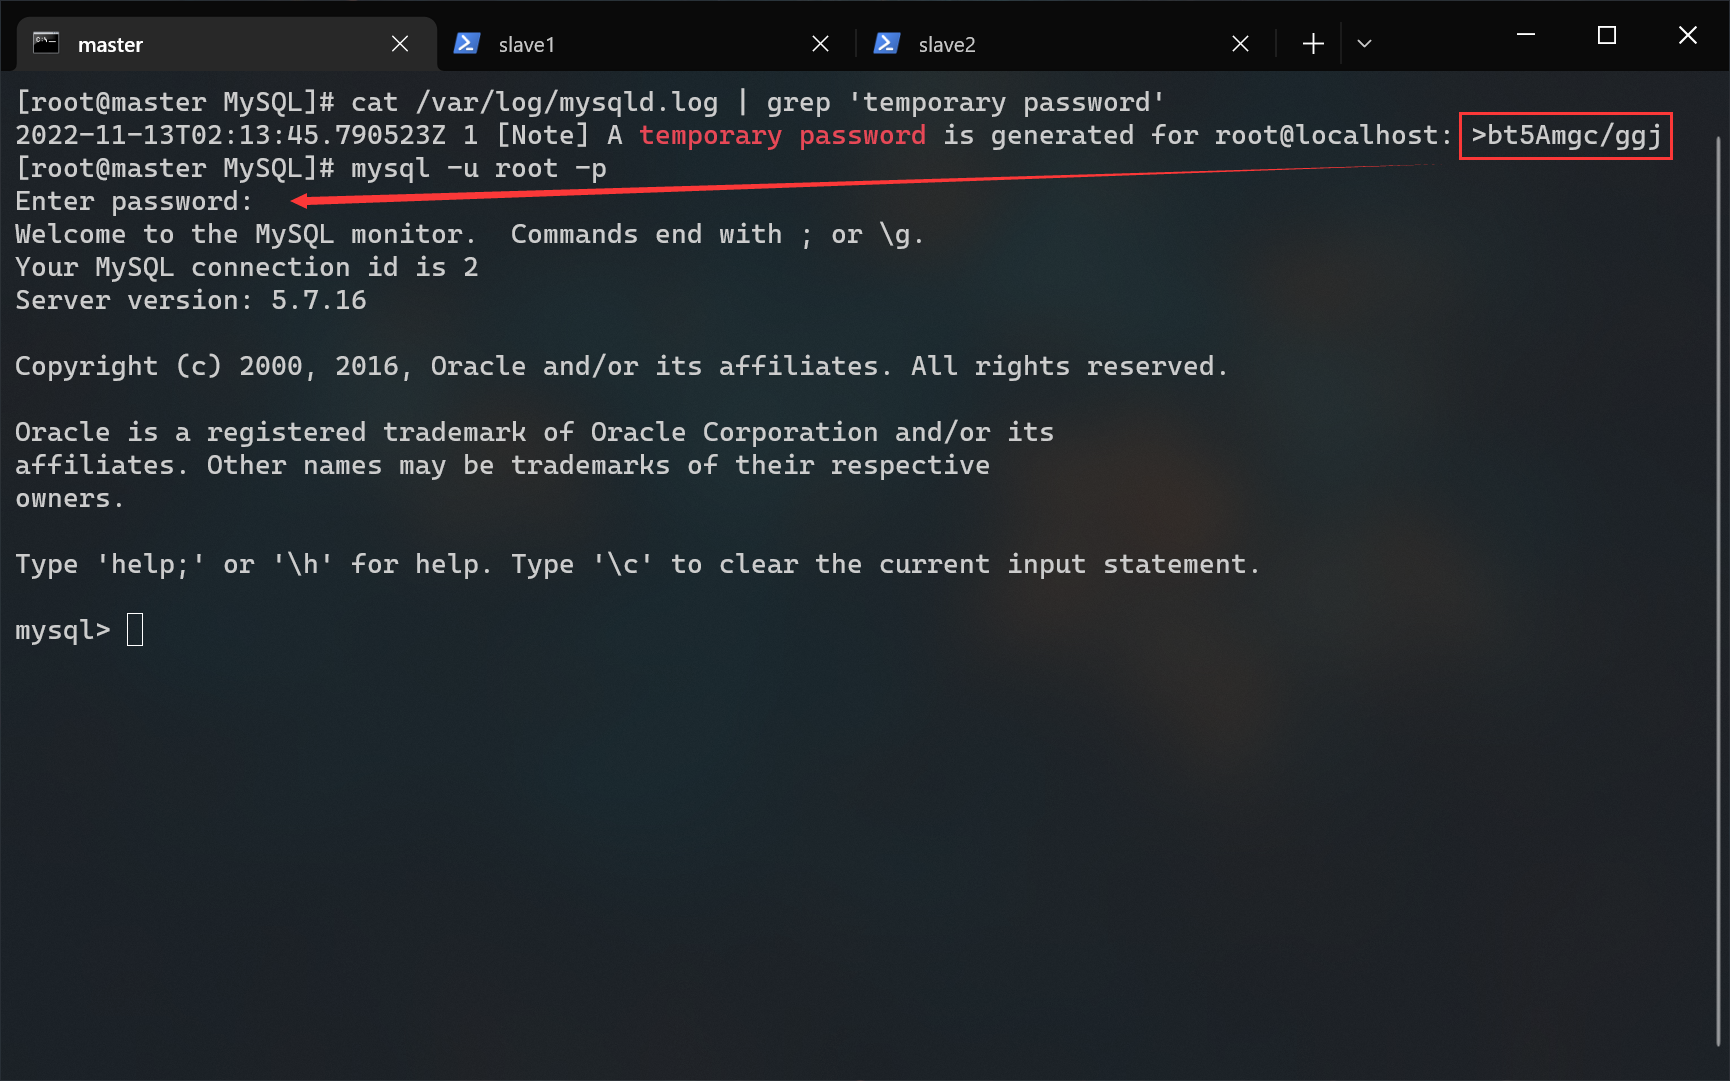 master
slave1
slave2
[root@master MySQL]# cat /var/log/mysqld.log | grep 'temporary password'
2022-11-13T02:13:45.790523Z 1 [Note] A temporary password is generated for root@localhost: >bt5Amgc/ggj
[root@master MySQL]# mysql -u root -p
Enter password:
Welcome to the MySQL monitor.  Commands end with ; or \g.
Your MySQL connection id is 2
Server version: 5.7.16
Copyright (c) 2000, 2016, Oracle and/or its affiliates. All rights reserved.
Oracle is a registered trademark of Oracle Corporation and/or its
affiliates. Other names may be trademarks of their respective
owners.
Type 'help;' or '\h' for help. Type '\c' to clear the current input statement.
mysql>